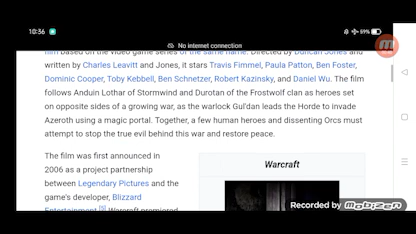 10:36
59%
No internet connection
film based on the video game series of the same name. Directed by Duncan Jones and
written by Charles Leavitt and Jones, it stars Travis Fimmel, Paula Patton, Ben Foster,
Dominic Cooper, Toby Kebbell, Ben Schnetzer, Robert Kazinsky, and Daniel Wu. The film
follows Anduin Lothar of Stormwind and Durotan of the Frostwolf clan as heroes set
on opposite sides of a growing war, as the warlock Gul'dan leads the Horde to invade
Azeroth using a magic portal. Together, a few human heroes and dissenting Orcs must
attempt to stop the true evil behind this war and restore peace.
The film was first announced in
2006 as a project partnership
between Legendary Pictures and the
game's developer, Blizzard
Entertainment.[5] Warcraft premiered
Warcraft
Recorded by Mobizen